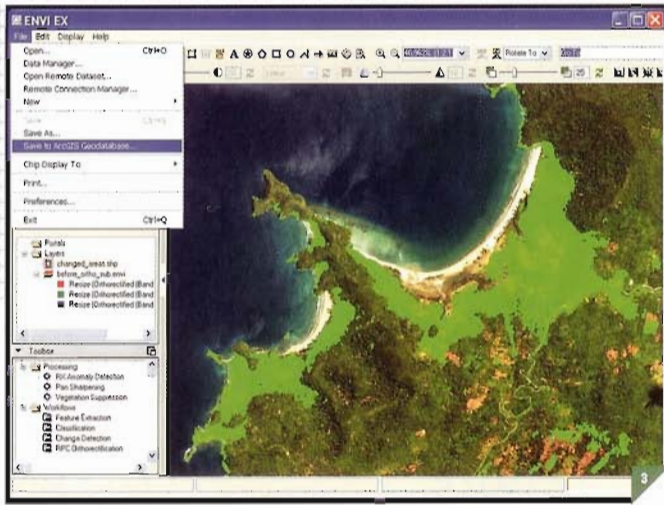 ENVI EX
File Edit Display Help
Open... Ctrl+O
Data Manager...
Open Remote Dataset...
Remote Connection Manager...
New
Save As...
Save to ArcGIS Geodatabase...
Chip Display To
Print...
Preferences...
Exit Ctrl+Q
Rotate To
25
Portals
Layers
changed_areas.shp
before_ortho_sub.envi
Resize (Orthorectified (Band
Resize (Orthorectified (Band
Resize (Orthorectified (Band
Toolbox
Processing
RX Anomaly Detection
Pan Sharpening
Vegetation Suppression
Workflows
Feature Extraction
Classification
Change Detection
RPC Orthorectification
3